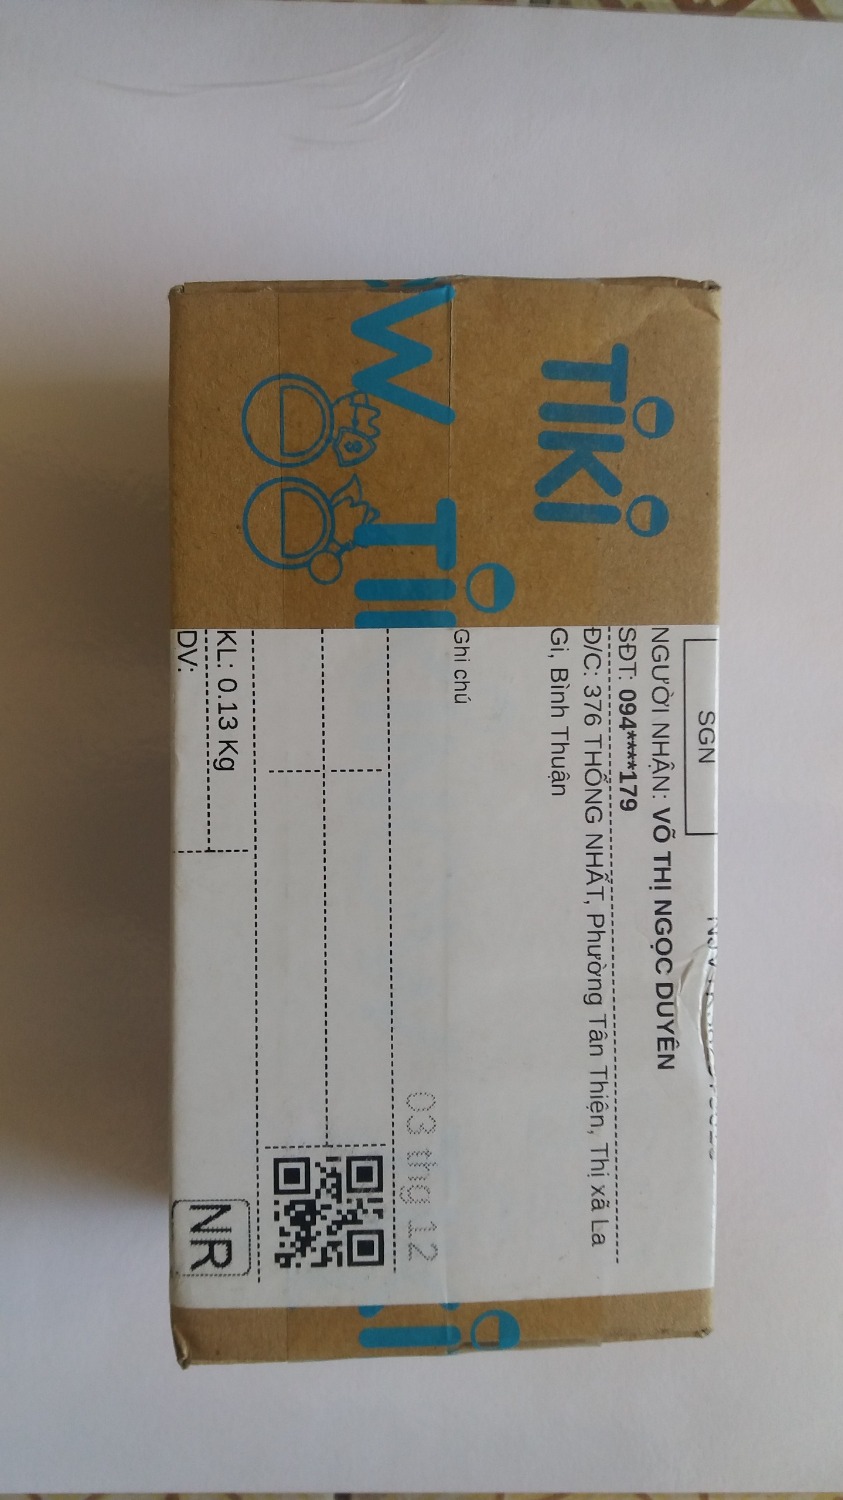 TiKi
W Ti
SGN
NGƯỜI NHẬN: VÕ THỊ NGỌC DUYÊN
SĐT: 094****179
Đ/C: 376 THỐNG NHẤT, Phường Tân Thiện, Thị xã La
Gi, Bình Thuận
Ghi chú
03 thg 12
KL: 0.13 Kg
DV:
NR